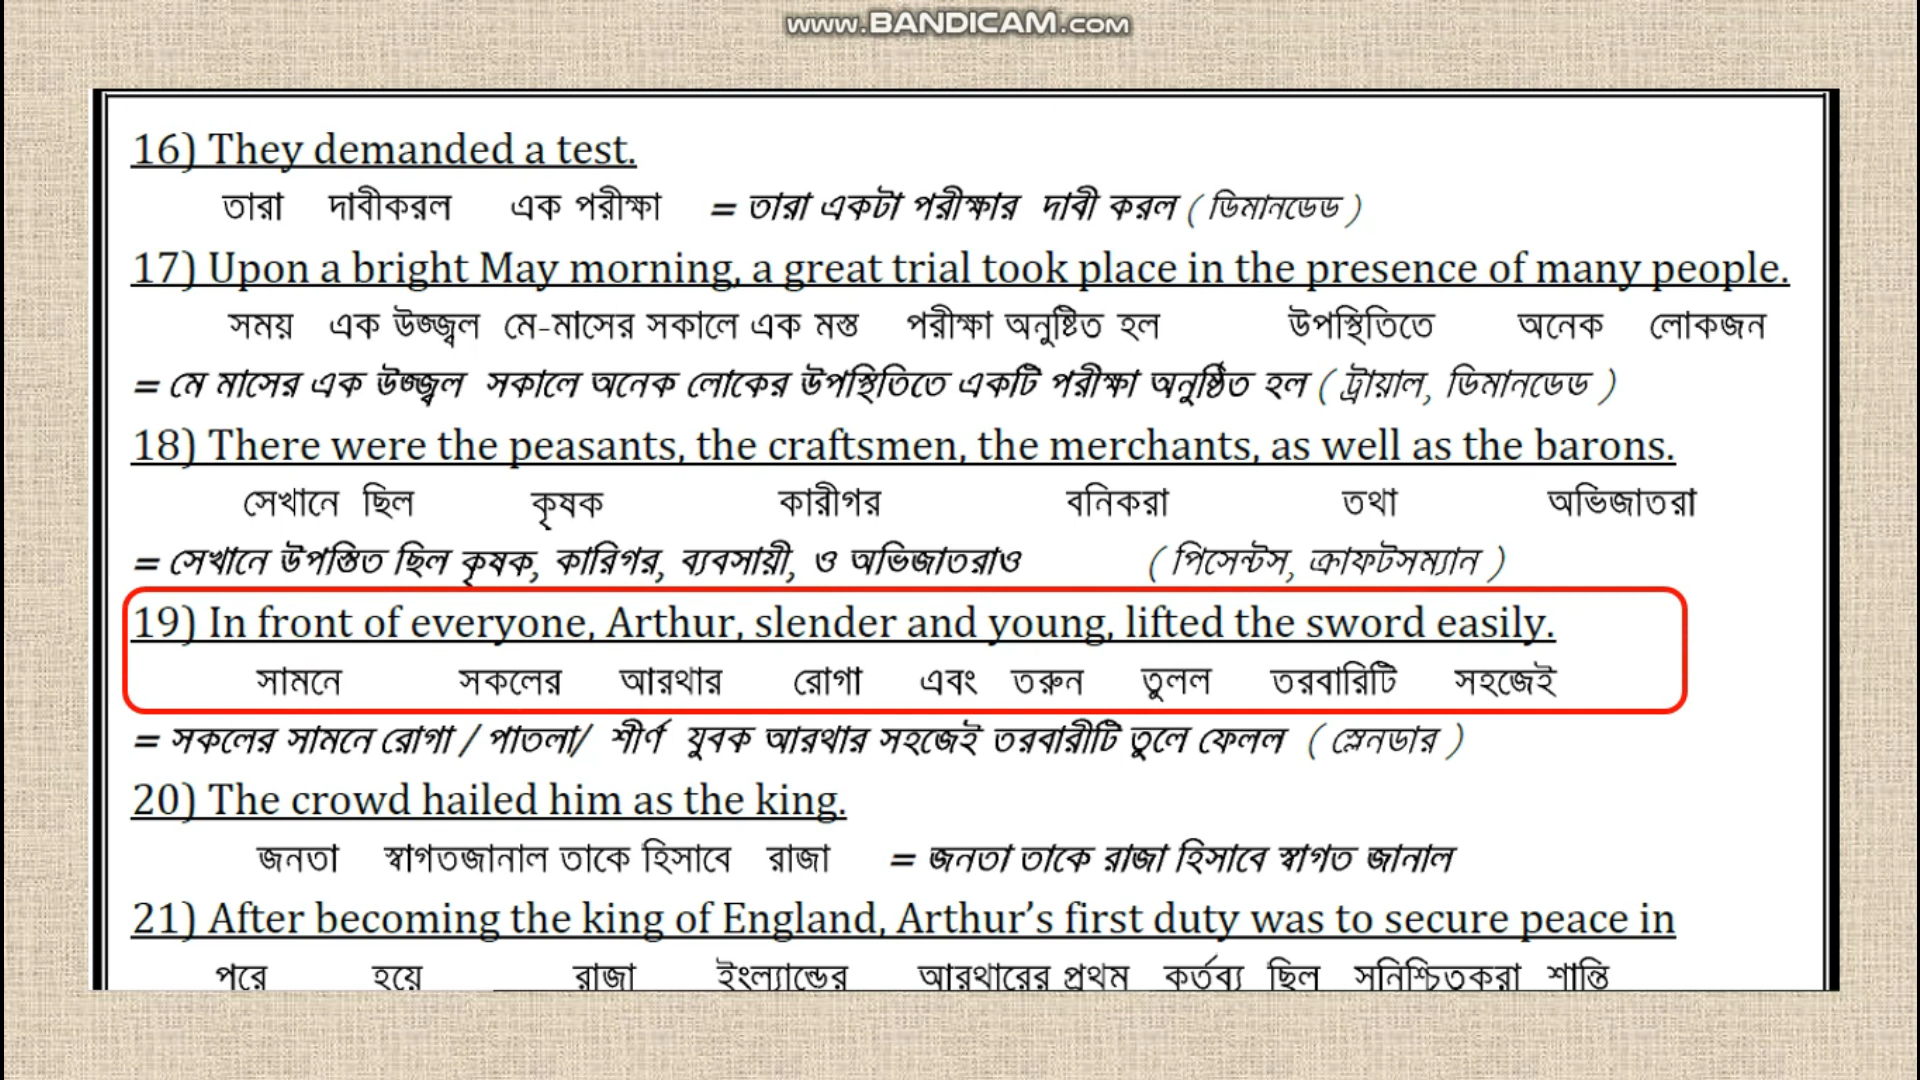 www.BANDICAM.com
16) They demanded a test.
তারা দাবীকরল এক পরীক্ষা = তারা একটা পরীক্ষার দাবী করল ( ডিমানডেড )
17) Upon a bright May morning, a great trial took place in the presence of many people.
সময় এক উজ্জ্বল মে-মাসের সকালে এক মস্ত পরীক্ষা অনুষ্টিত হল উপস্থিতিতে অনেক লোকজন
= মে মাসের এক উজ্জ্বল সকালে অনেক লোকের উপস্থিতিতে একটি পরীক্ষা অনুষ্ঠিত হল ( ট্রায়াল, ডিমানডেড )
18) There were the peasants, the craftsmen, the merchants, as well as the barons.
সেখানে ছিল কৃষক কারীগর বনিকরা তথা অভিজাতরা
= সেখানে উপস্তিত ছিল কৃষক, কারিগর, ব্যবসায়ী, ও অভিজাতরাও ( পিসেন্টস, ক্রাফটসম্যান )
19) In front of everyone, Arthur, slender and young, lifted the sword easily.
সামনে সকলের আরথার রোগা এবং তরুন তুলল তরবারিটি সহজেই
= সকলের সামনে রোগা / পাতলা/ শীর্ণ যুবক আরথার সহজেই তরবারীটি তুলে ফেলল ( স্লেনডার )
20) The crowd hailed him as the king.
জনতা স্বাগতজানাল তাকে হিসাবে রাজা = জনতা তাকে রাজা হিসাবে স্বাগত জানাল
21) After becoming the king of England, Arthur’s first duty was to secure peace in
পরে হয়ে রাজা ইংল্যান্ডের আরথারের প্রথম কর্তব্য ছিল সনিশ্চিতকরা শান্তি